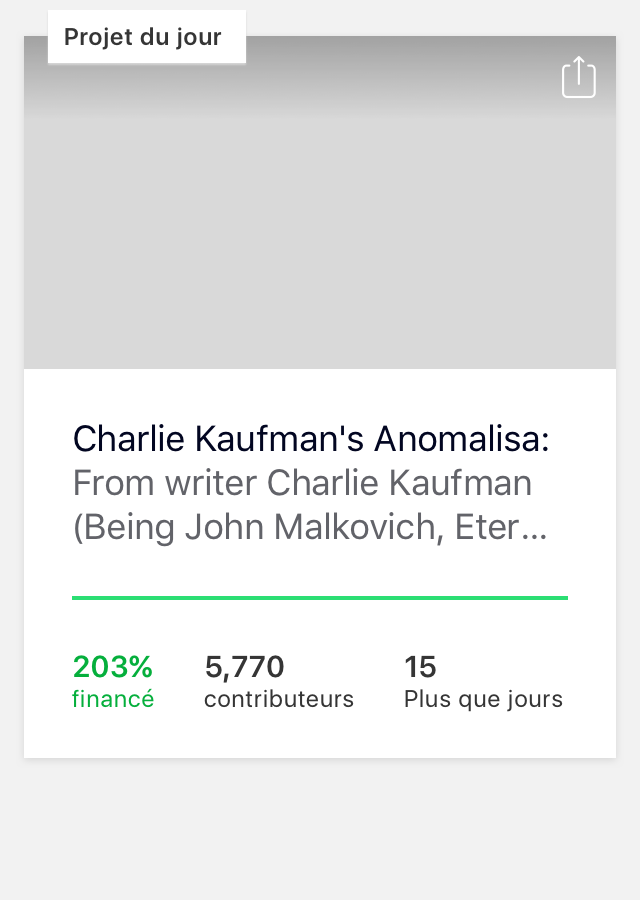 Projet du jour
Charlie Kaufman's Anomalisa:
From writer Charlie Kaufman
(Being John Malkovich, Eter...
203% 5,770 15
financé contributeurs Plus que jours